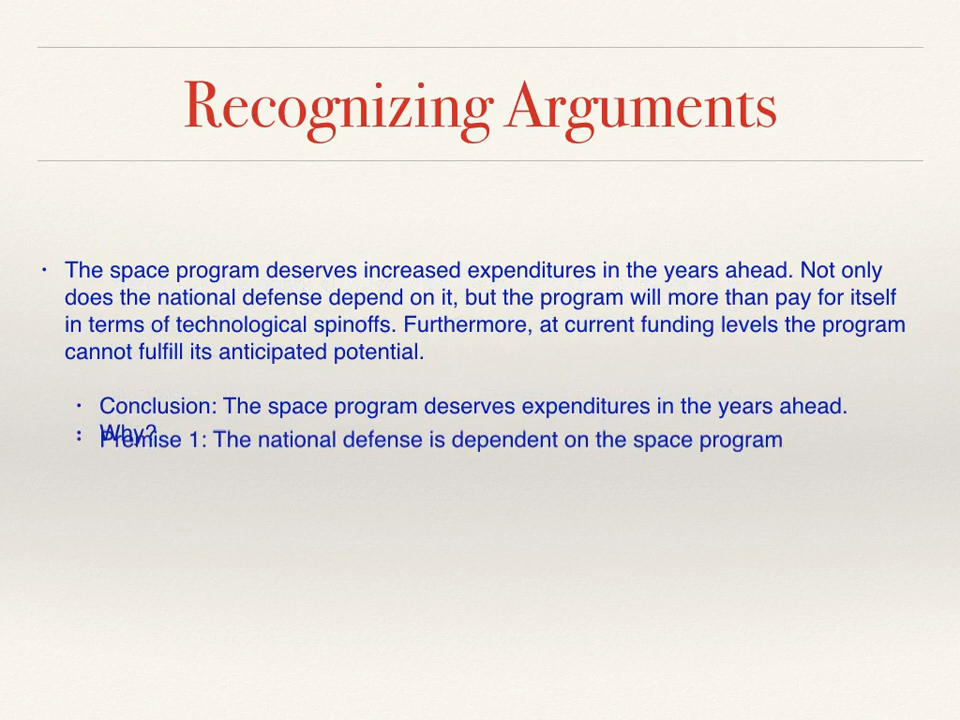 Recognizing Arguments
• The space program deserves increased expenditures in the years ahead. Not only
does the national defense depend on it, but the program will more than pay for itself
in terms of technological spinoffs. Furthermore, at current funding levels the program
cannot fulfill its anticipated potential.
• Conclusion: The space program deserves expenditures in the years ahead.
• Why?
• Premise 1: The national defense is dependent on the space program